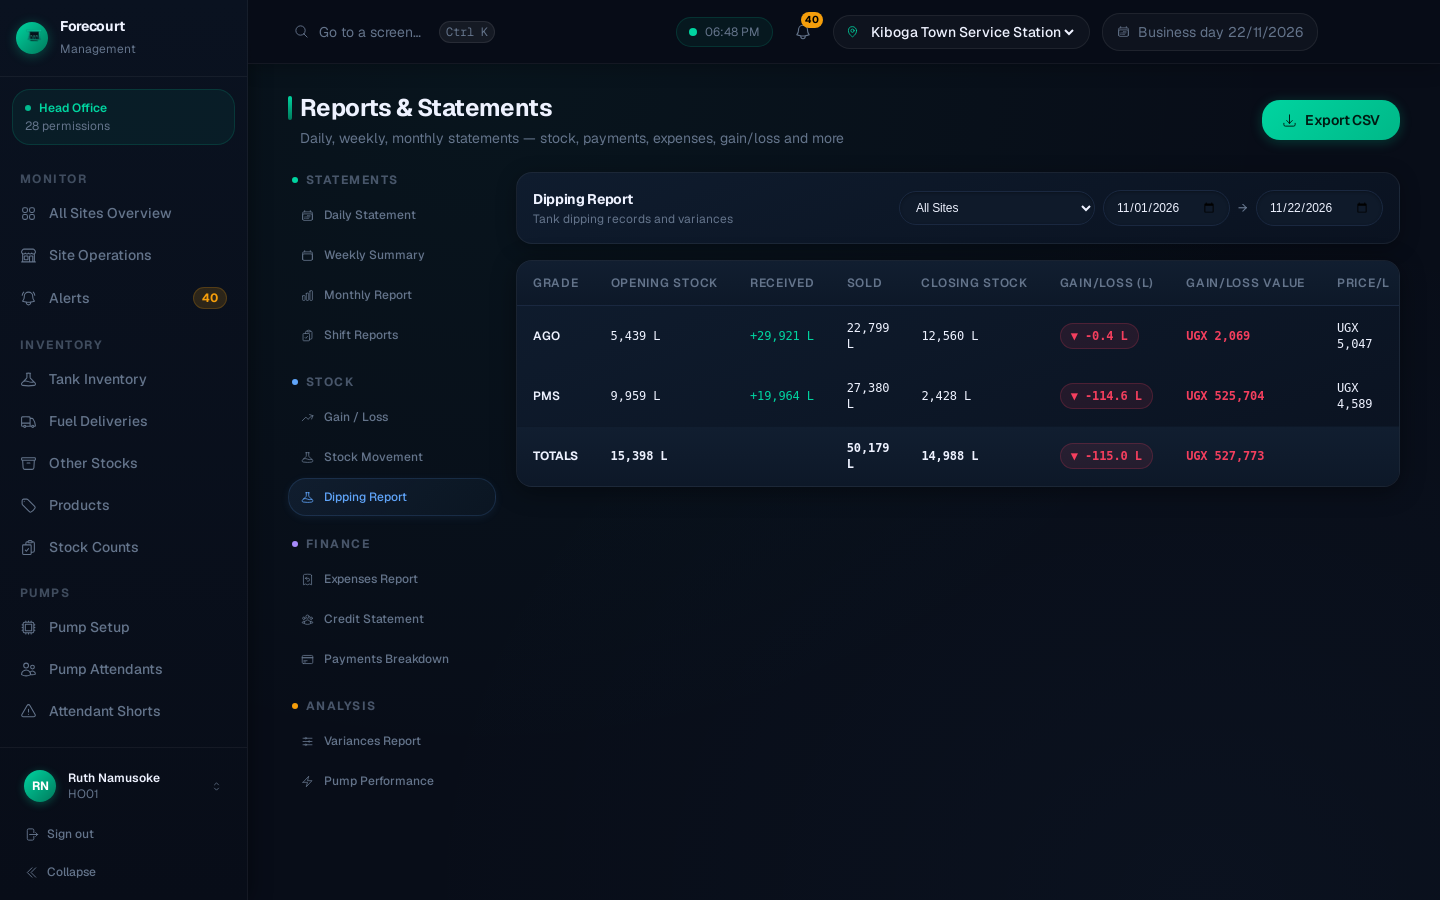 Forecourt
Management
Head Office
28 permissions
MONITOR
All Sites Overview
Site Operations
Alerts 40
INVENTORY
Tank Inventory
Fuel Deliveries
Other Stocks
Products
Stock Counts
PUMPS
Pump Setup
Pump Attendants
Attendant Shorts
RN Ruth Namusoke
HO01
Sign out
Collapse
Go to a screen... Ctrl K
06:48 PM
40
Kiboga Town Service Station
Business day 22/11/2026
Reports & Statements
Daily, weekly, monthly statements — stock, payments, expenses, gain/loss and more
Export CSV
STATEMENTS
Daily Statement
Weekly Summary
Monthly Report
Shift Reports
STOCK
Gain / Loss
Stock Movement
Dipping Report
FINANCE
Expenses Report
Credit Statement
Payments Breakdown
ANALYSIS
Variances Report
Pump Performance
Dipping Report
Tank dipping records and variances
All Sites 11/01/2026 → 11/22/2026
GRADE OPENING STOCK RECEIVED SOLD CLOSING STOCK GAIN/LOSS (L) GAIN/LOSS VALUE PRICE/L
AGO 5,439 L +29,921 L 22,799 L 12,560 L ▼ -0.4 L UGX 2,069 UGX 5,047
PMS 9,959 L +19,964 L 27,380 L 2,428 L ▼ -114.6 L UGX 525,704 UGX 4,589
TOTALS 15,398 L 50,179 L 14,988 L ▼ -115.0 L UGX 527,773